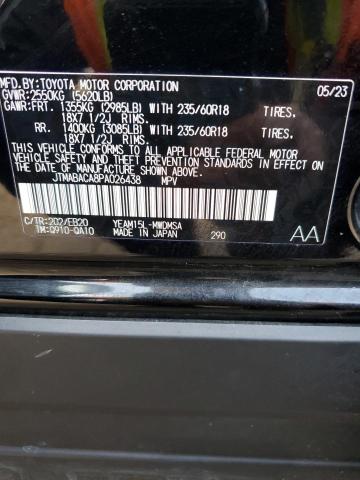 MFD.BY:TOYOTA MOTOR CORPORATION 05/23
GVWR:2550KG (5620LB)
GAWR:FRT. 1355KG (2985LB) WITH 235/60R18 TIRES.
18X7 1/2J RIMS.
RR. 1400KG (3085LB) WITH 235/60R18 TIRES.
18X7 1/2J RIMS.
THIS VEHICLE CONFORMS TO ALL APPLICABLE FEDERAL MOTOR
VEHICLE SAFETY AND THEFT PREVENTION STANDARDS IN EFFECT ON
THE DATE OF MANUFACTURE SHOWN ABOVE.
JTMABACA8PA026438 MPV
C/TR:202/EB20 YEAM15L-MWDMSA
TM:Q910-QA10 MADE IN JAPAN 290 AA